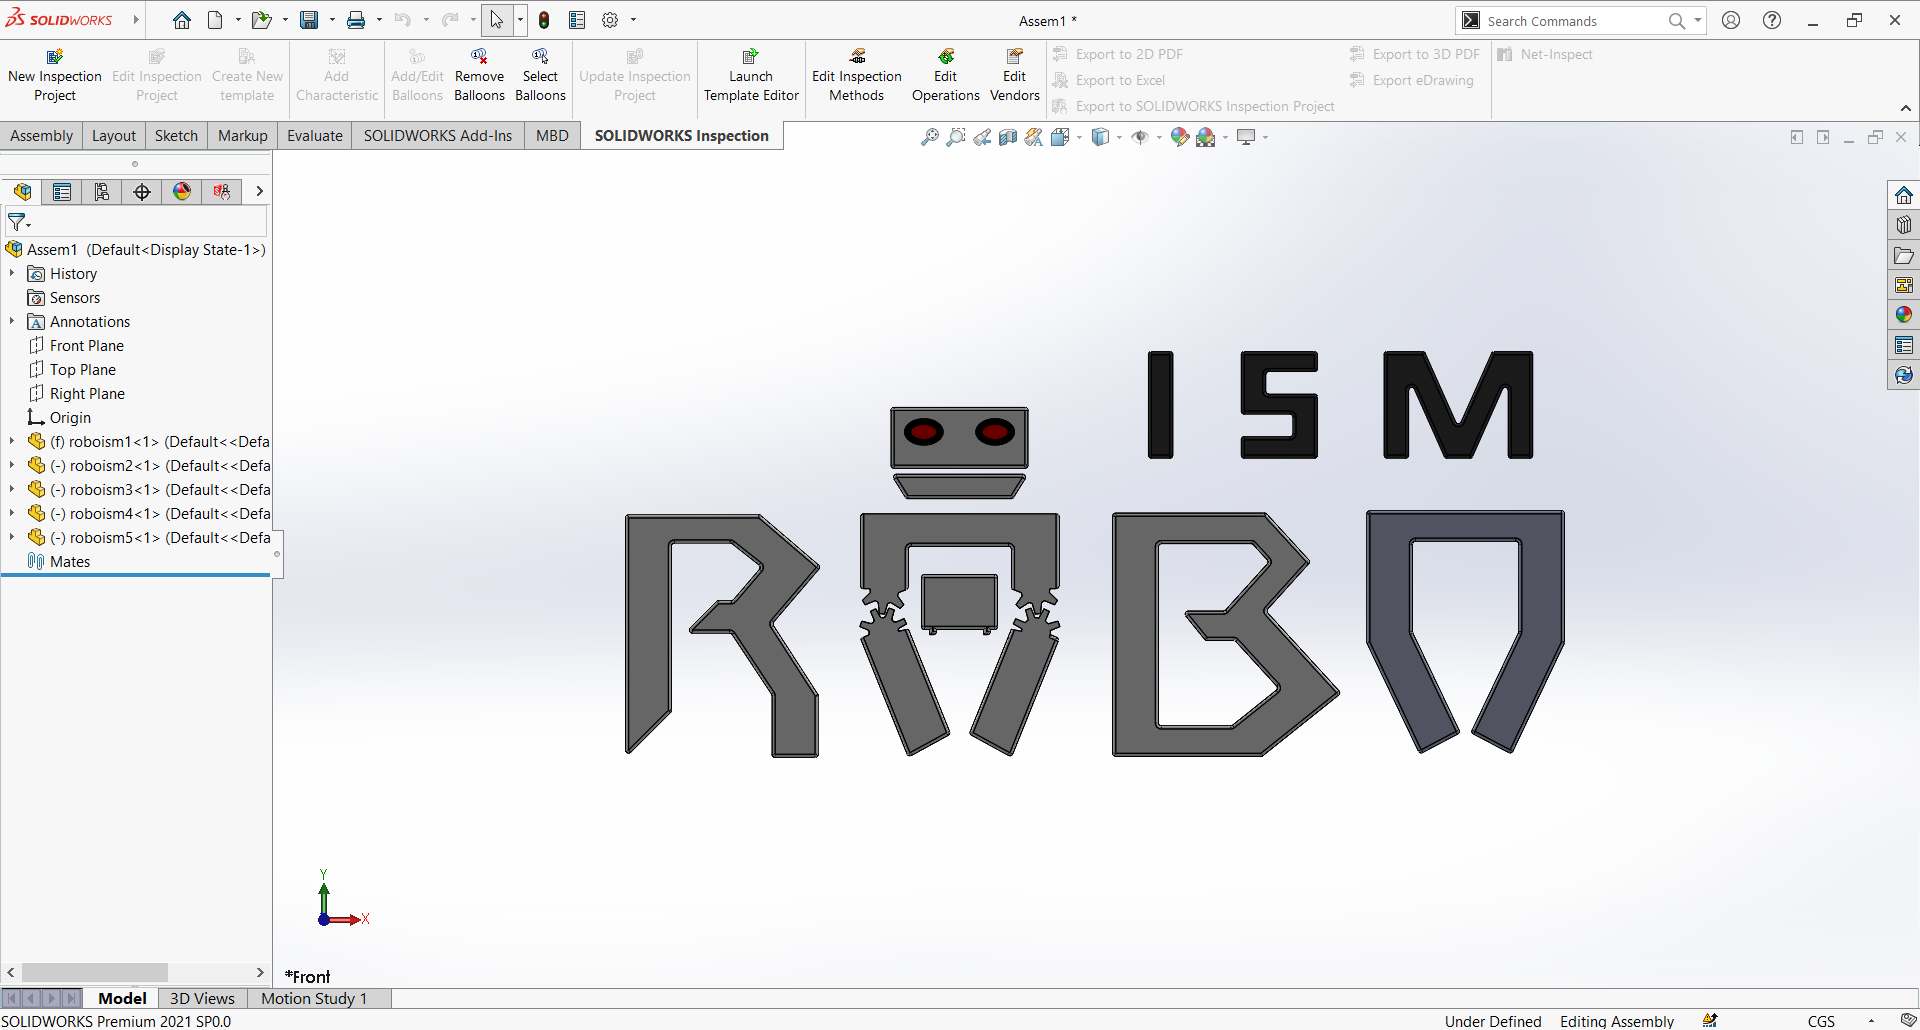 SOLIDWORKS
Assem1 *
Search Commands
New Inspection Project
Edit Inspection Project
Create New template
Add Characteristic
Add/Edit Balloons
Remove Balloons
Select Balloons
Update Inspection Project
Launch Template Editor
Edit Inspection Methods
Edit Operations
Edit Vendors
Export to 2D PDF
Export to Excel
Export to SOLIDWORKS Inspection Project
Export to 3D PDF
Export eDrawing
Net-Inspect
Assembly
Layout
Sketch
Markup
Evaluate
SOLIDWORKS Add-Ins
MBD
SOLIDWORKS Inspection
Assem1 (Default<Display State-1>)
History
Sensors
Annotations
Front Plane
Top Plane
Right Plane
Origin
(f) roboism1<1> (Default<<Defa
(-) roboism2<1> (Default<<Defa
(-) roboism3<1> (Default<<Defa
(-) roboism4<1> (Default<<Defa
(-) roboism5<1> (Default<<Defa
Mates
ISM
ROBO
Y
X
*Front
Model
3D Views
Motion Study 1
SOLIDWORKS Premium 2021 SP0.0
Under Defined
Editing Assembly
CGS